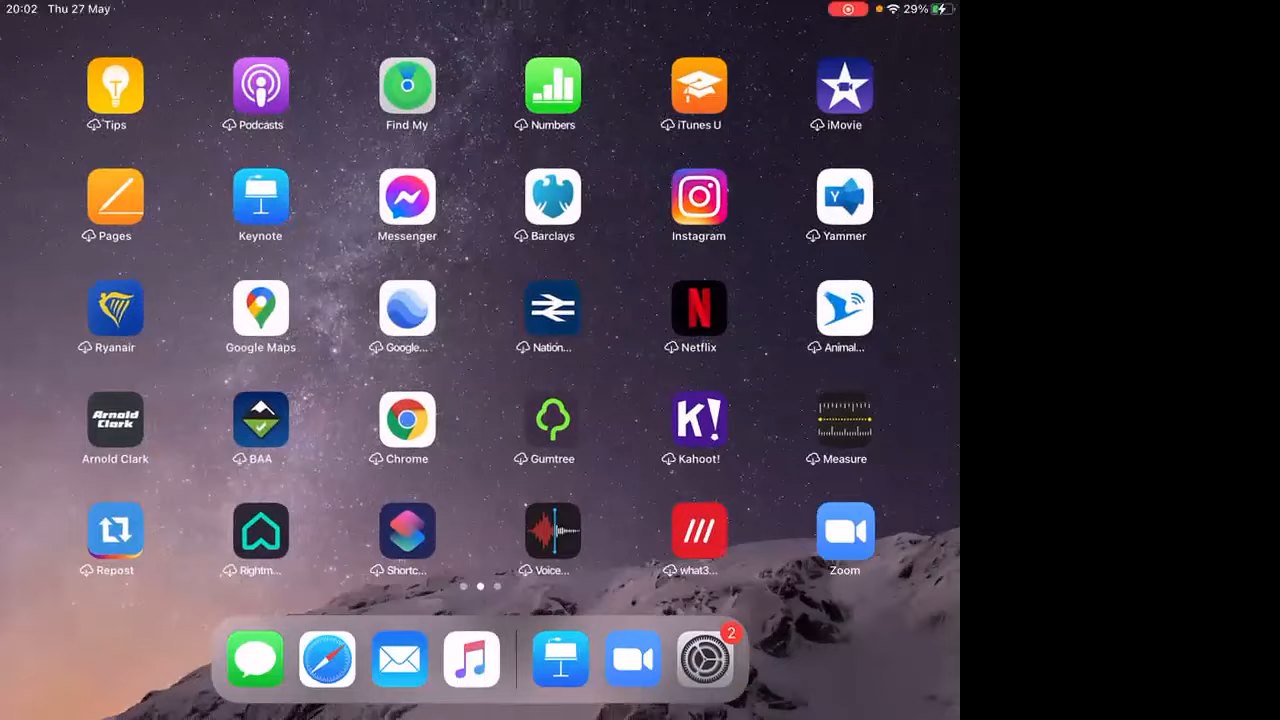 20:02 Thu 27 May 29%
Tips Podcasts Find My Numbers iTunes U iMovie
Pages Keynote Messenger Barclays Instagram Yammer
Y
Ryanair Google Maps Google... Nation... Netflix Animal...
N
Arnold Clark
K!
Arnold Clark BAA Chrome Gumtree Kahoot! Measure
Repost Rightm... Shortc... Voice... what3... Zoom
2